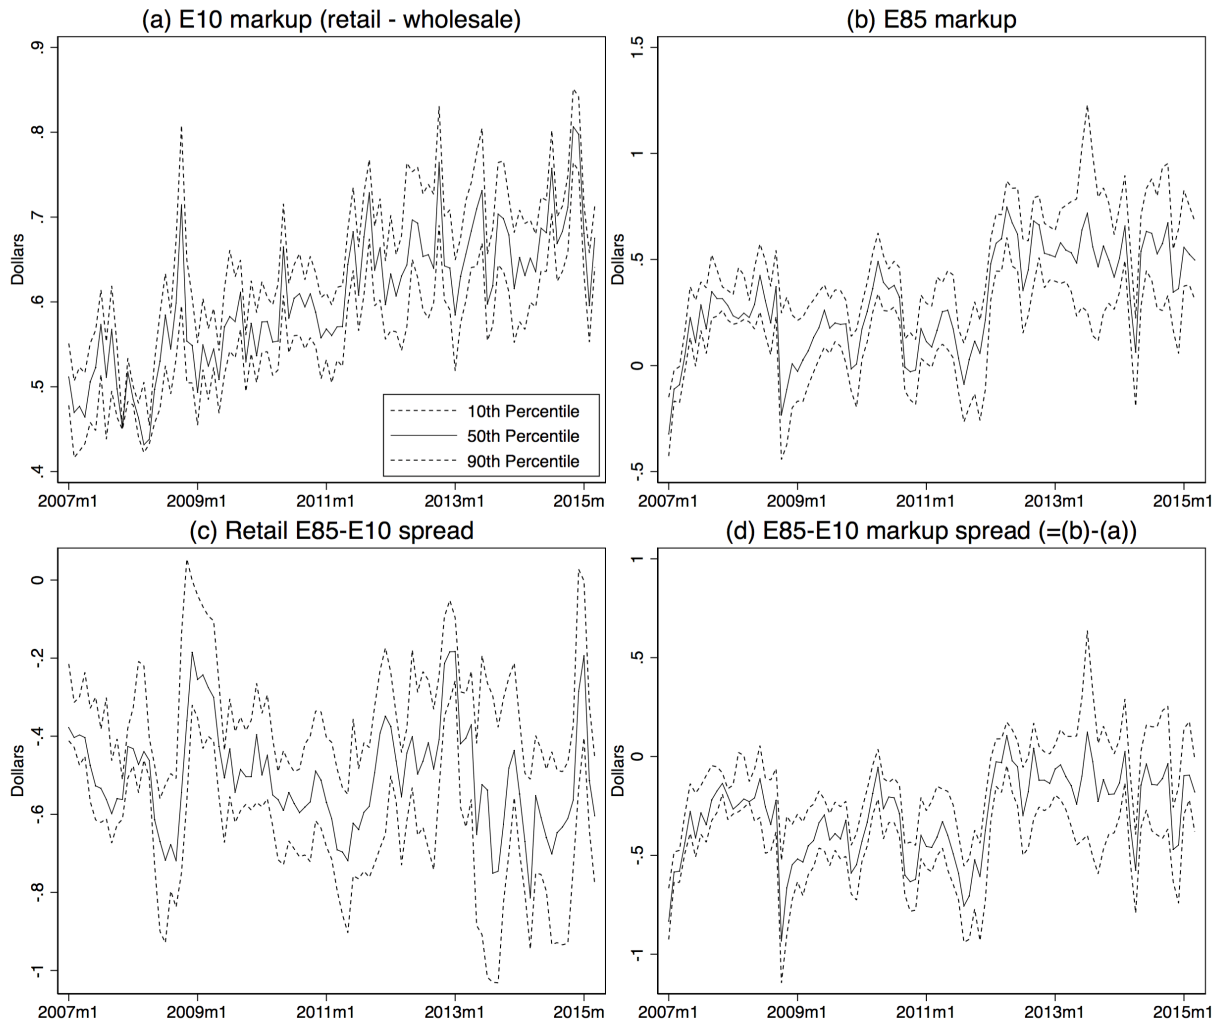 (a) E10 markup (retail - wholesale)
Dollars
.9
.8
.7
.6
.5
.4
10th Percentile
50th Percentile
90th Percentile
2007m1 2009m1 2011m1 2013m1 2015m1
(b) E85 markup
Dollars
1.5
1
.5
0
-.5
2007m1 2009m1 2011m1 2013m1 2015m1
(c) Retail E85-E10 spread
Dollars
0
-.2
-.4
-.6
-.8
-1
2007m1 2009m1 2011m1 2013m1 2015m
(d) E85-E10 markup spread (=(b)-(a))
Dollars
1
.5
0
-.5
-1
2007m1 2009m1 2011m1 2013m1 2015m1